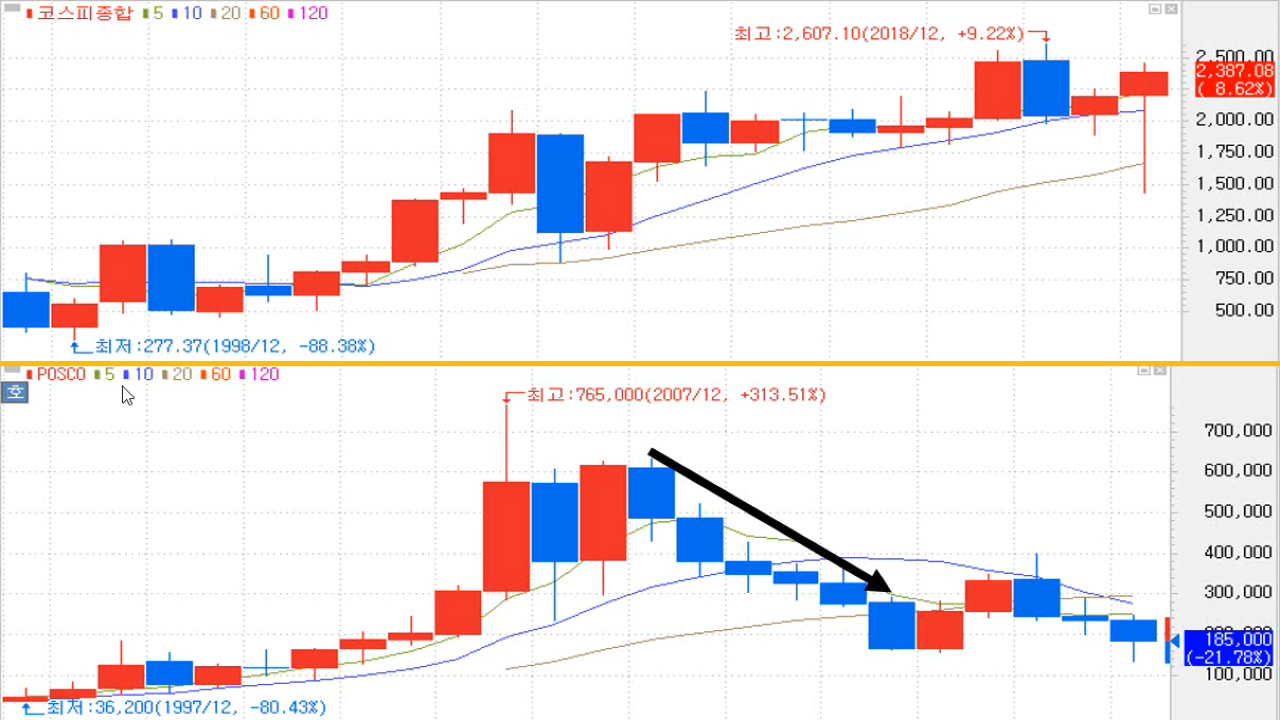 코스피종합 5 10 20 60 120
최고:2,607.10(2018/12, +9.22%)
2,500.00
2,387.08
( 8.62%)
2,000.00
1,750.00
1,500.00
1,250.00
1,000.00
750.00
500.00
최저:277.37(1998/12, -88.38%)
POSCO 5 10 20 60 120
호
최고:765,000(2007/12, +313.51%)
700,000
600,000
500,000
400,000
300,000
185,000
(-21.78%)
100,000
최저:36,200(1997/12, -80.43%)